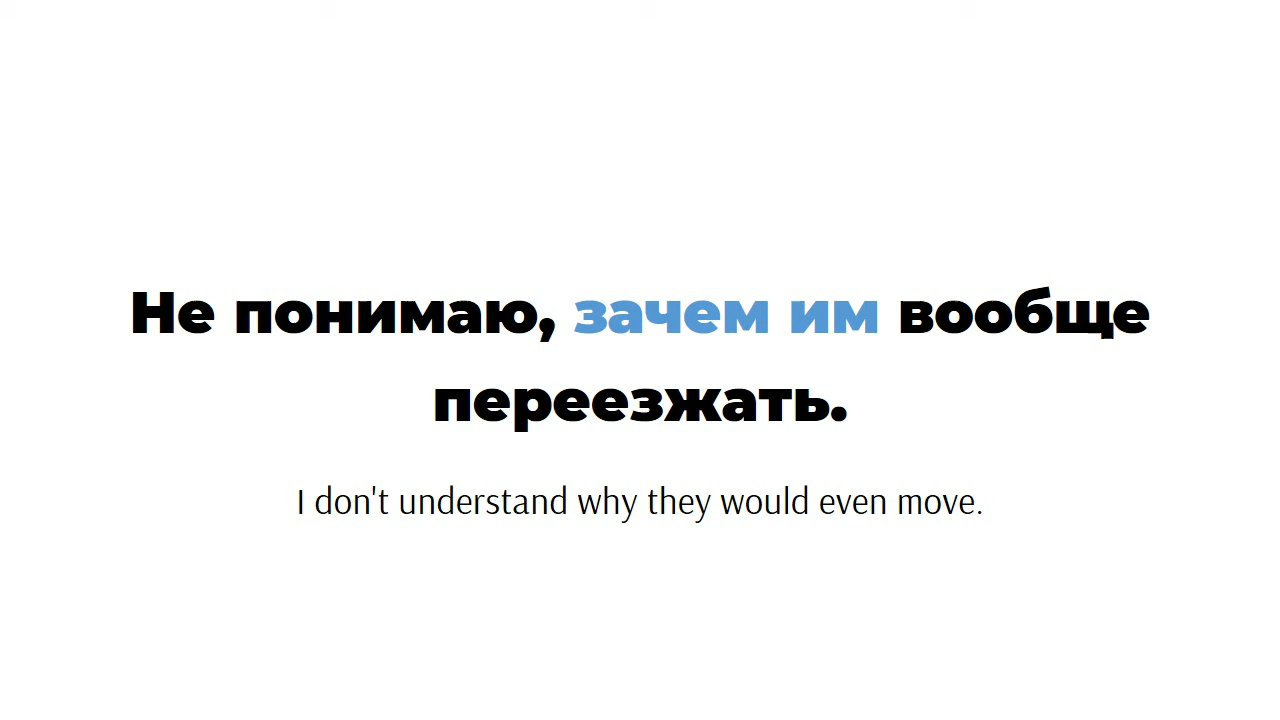 Не понимаю, зачем им вообще
переезжать.
I don't understand why they would even move.